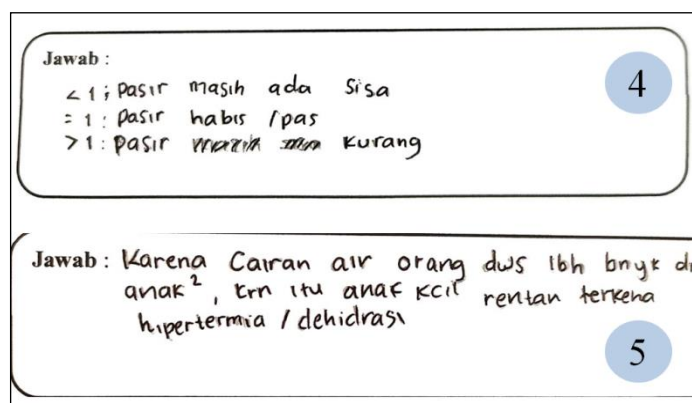 Jawab :
< 1 ; pasir masih ada sisa
= 1 : pasir habis / pas
> 1 : pasir kurang
4
Jawab : Karena Cairan air orang dws lbh bnyk
anak², krn itu anak kcil rentan terkena
hipertermia / dehidrasi
5